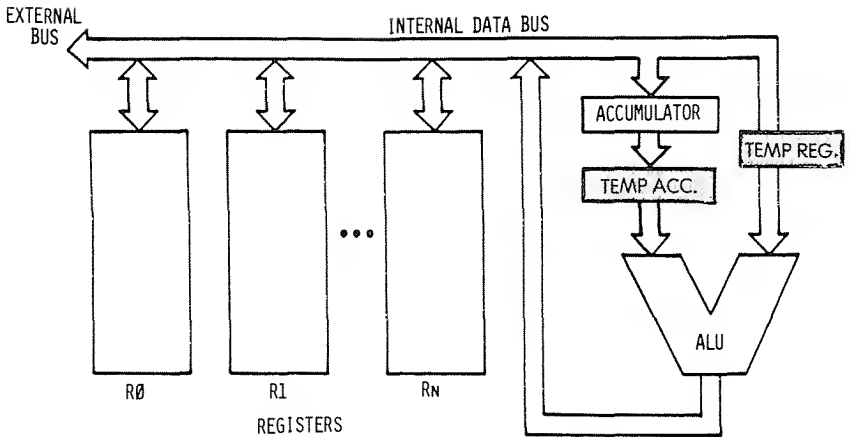 EXTERNAL
BUS
INTERNAL DATA BUS
ACCUMULATOR
TEMP REG.
TEMP ACC.
ALU
RØ
R1
RN
REGISTERS